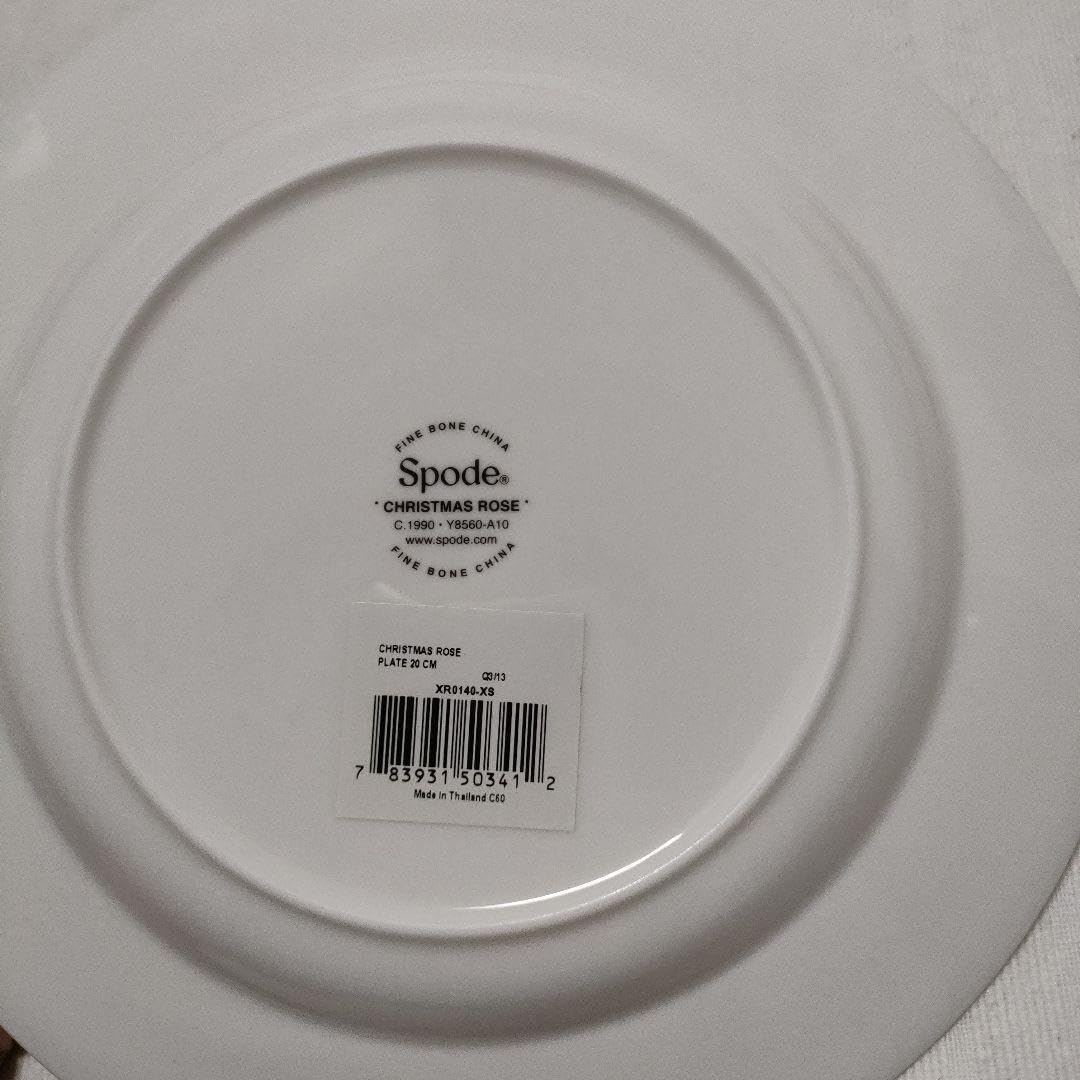 FINE BONE CHINA
Spode®
· CHRISTMAS ROSE ·
C.1990 · Y8560-A10
www.spode.com
FINE BONE CHINA
CHRISTMAS ROSE
PLATE 20 CM
Q3/13
XR0140-XS
7 83931 50341 2
Made In Thailand C60